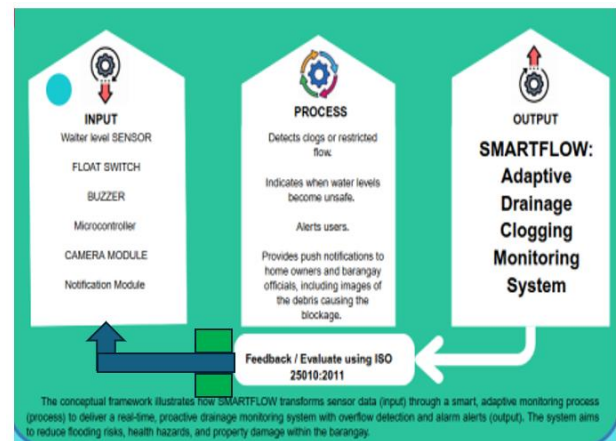 INPUT
Walter level SENSOR
FLOAT SWITCH
BUZZER
Microcontroller
CAMERA MODULE
Notification Module
PROCESS
Detects clogs or restricted
flow.
Indicates when water levels
become unsafe.
Alerts users.
Provides push notifications to
home owners and barangay
officials, including images of
the debris causing the
blockage.
OUTPUT
SMARTFLOW:
Adaptive
Drainage
Clogging
Monitoring
System
Feedback / Evaluate using ISO
25010:2011
The conceptual framework illustrates how SMARTFLOW transforms sensor data (input) through a smart, adaptive monitoring process
(process) to deliver a real-time, proactive drainage monitoring system with overflow detection and alarm alerts (output). The system aims
to reduce flooding risks, health hazards, and property damage within the barangay.